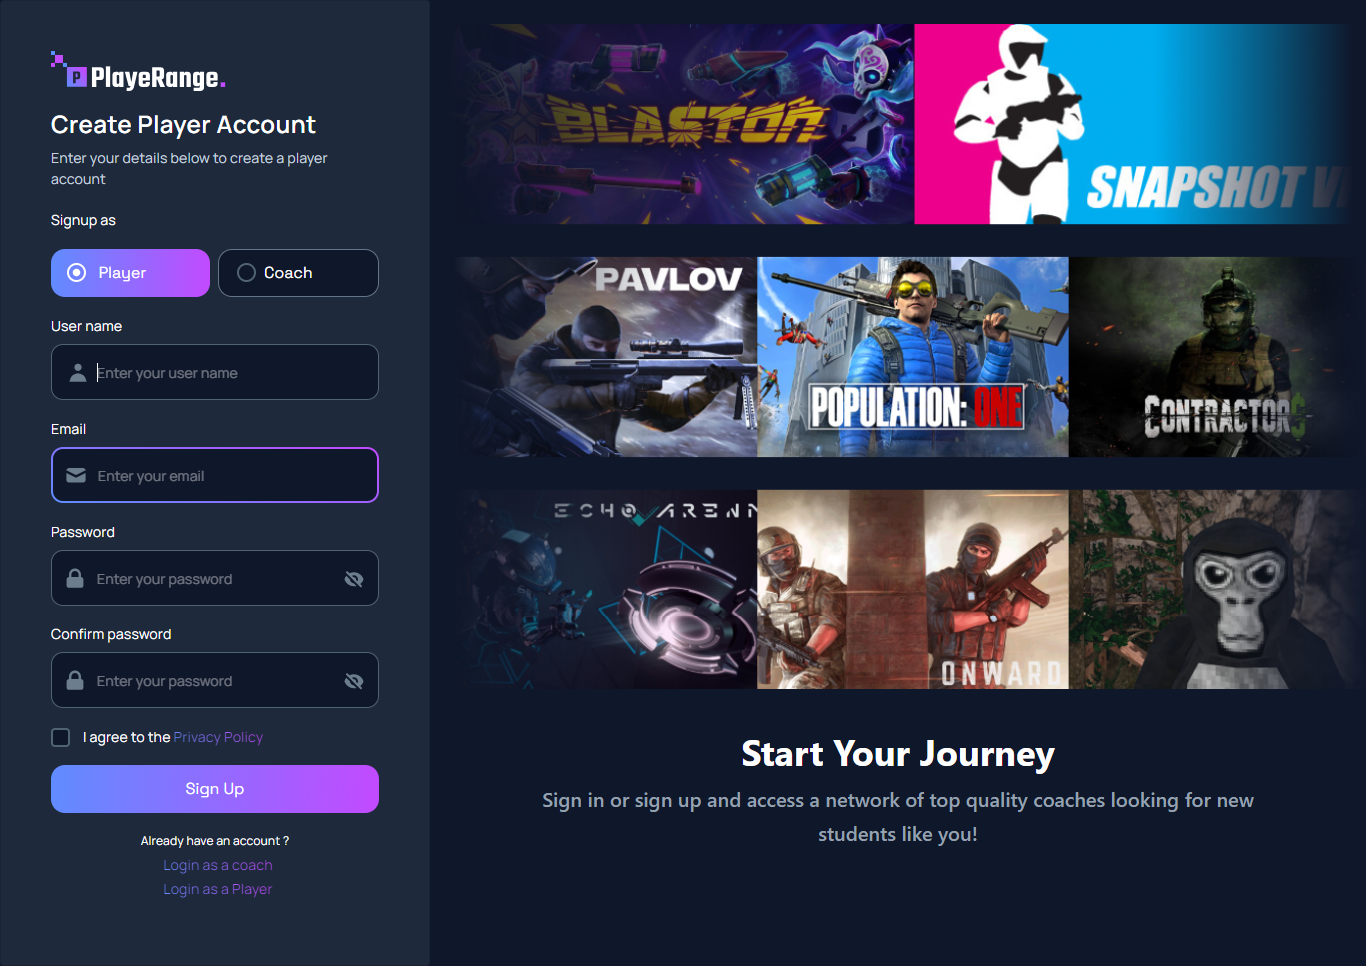 P PlayeRange.
Create Player Account
Enter your details below to create a player
account
Signup as
Player
Coach
User name
Enter your user name
Email
Enter your email
Password
Enter your password
Confirm password
Enter your password
I agree to the Privacy Policy
Sign Up
Already have an account ?
Login as a coach
Login as a Player
BLASTON
SNAPSHOT V
PAVLOV
POPULATION: ONE
CONTRACTOR$
ECHO AREN
ONWARD
Start Your Journey
Sign in or sign up and access a network of top quality coaches looking for new
students like you!